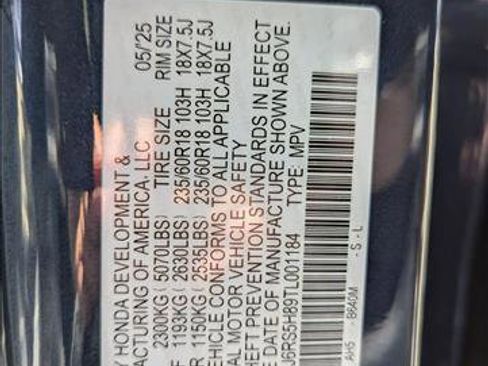 Y HONDA DEVELOPMENT &
ACTURING OF AMERICA, LLC 05/25
2300KG ( 5070LBS) TIRE SIZE RIM SIZE
F 1193KG ( 2630LBS) 235/60R18 103H 18X7.5J
R 1150KG ( 2535LBS) 235/60R18 103H 18X7.5J
EHICLE CONFORMS TO ALL APPLICABLE
AL MOTOR VEHICLE SAFETY
HEFT PREVENTION STANDARDS IN EFFECT
E DATE OF MANUFACTURE SHOWN ABOVE.
J6RS5H89TL001184 TYPE: MPV
AH5 B640M - S - L